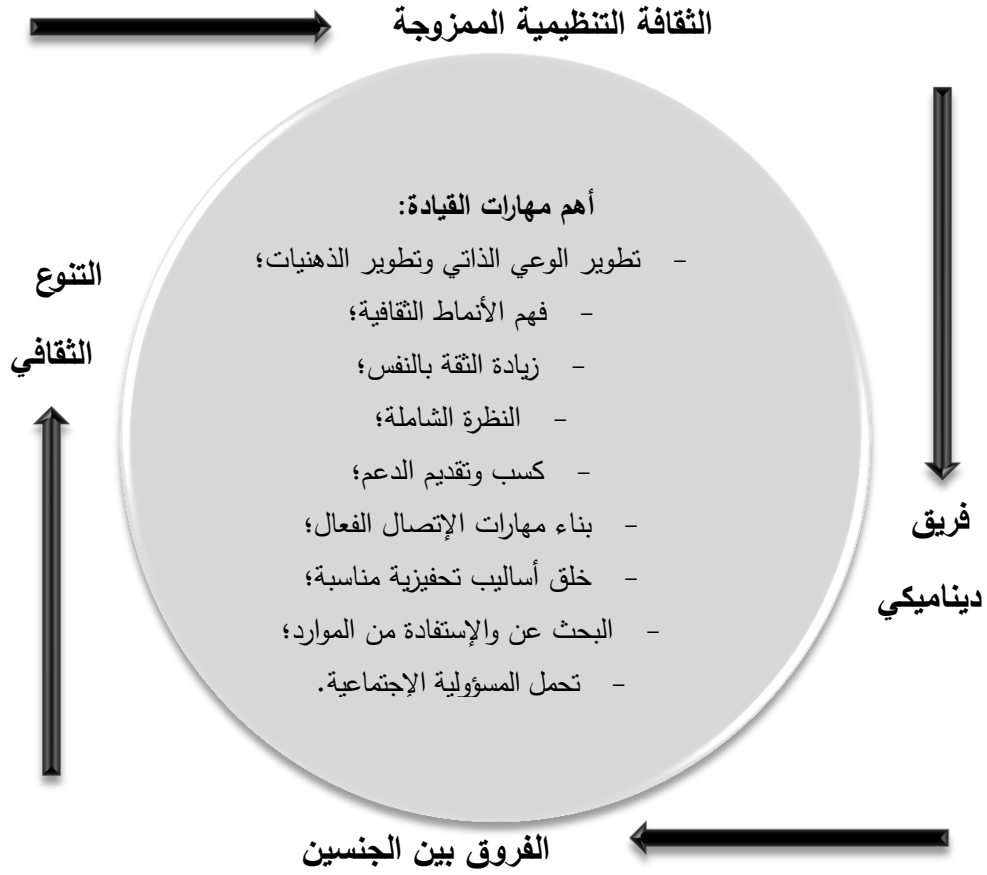 الثقافة التنظيمية الممزوجة
أهم مهارات القيادة:
- تطوير الوعي الذاتي وتطوير الذهنيات؛
- فهم الأنماط الثقافية؛
- زيادة الثقة بالنفس؛
- النظرة الشاملة؛
- كسب وتقديم الدعم؛
- بناء مهارات الإتصال الفعال؛
- خلق أساليب تحفيزية مناسبة؛
- البحث عن والإستفادة من الموارد؛
- تحمل المسؤولية الإجتماعية.
فريق
ديناميكي
الفروق بين الجنسين
التنوع
الثقافي